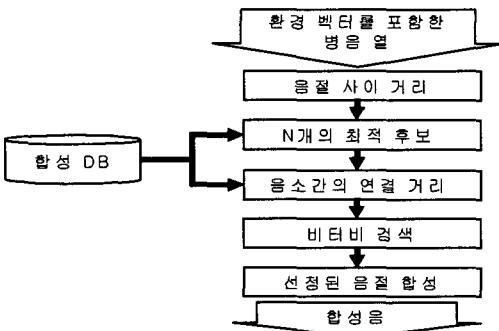 환경 벡터를 포함한
병음 열
음절 사이 거리
N개의 최적 후보
합성 DB
음소간의 연결 거리
비터비 검색
선정된 음절 합성
합성음